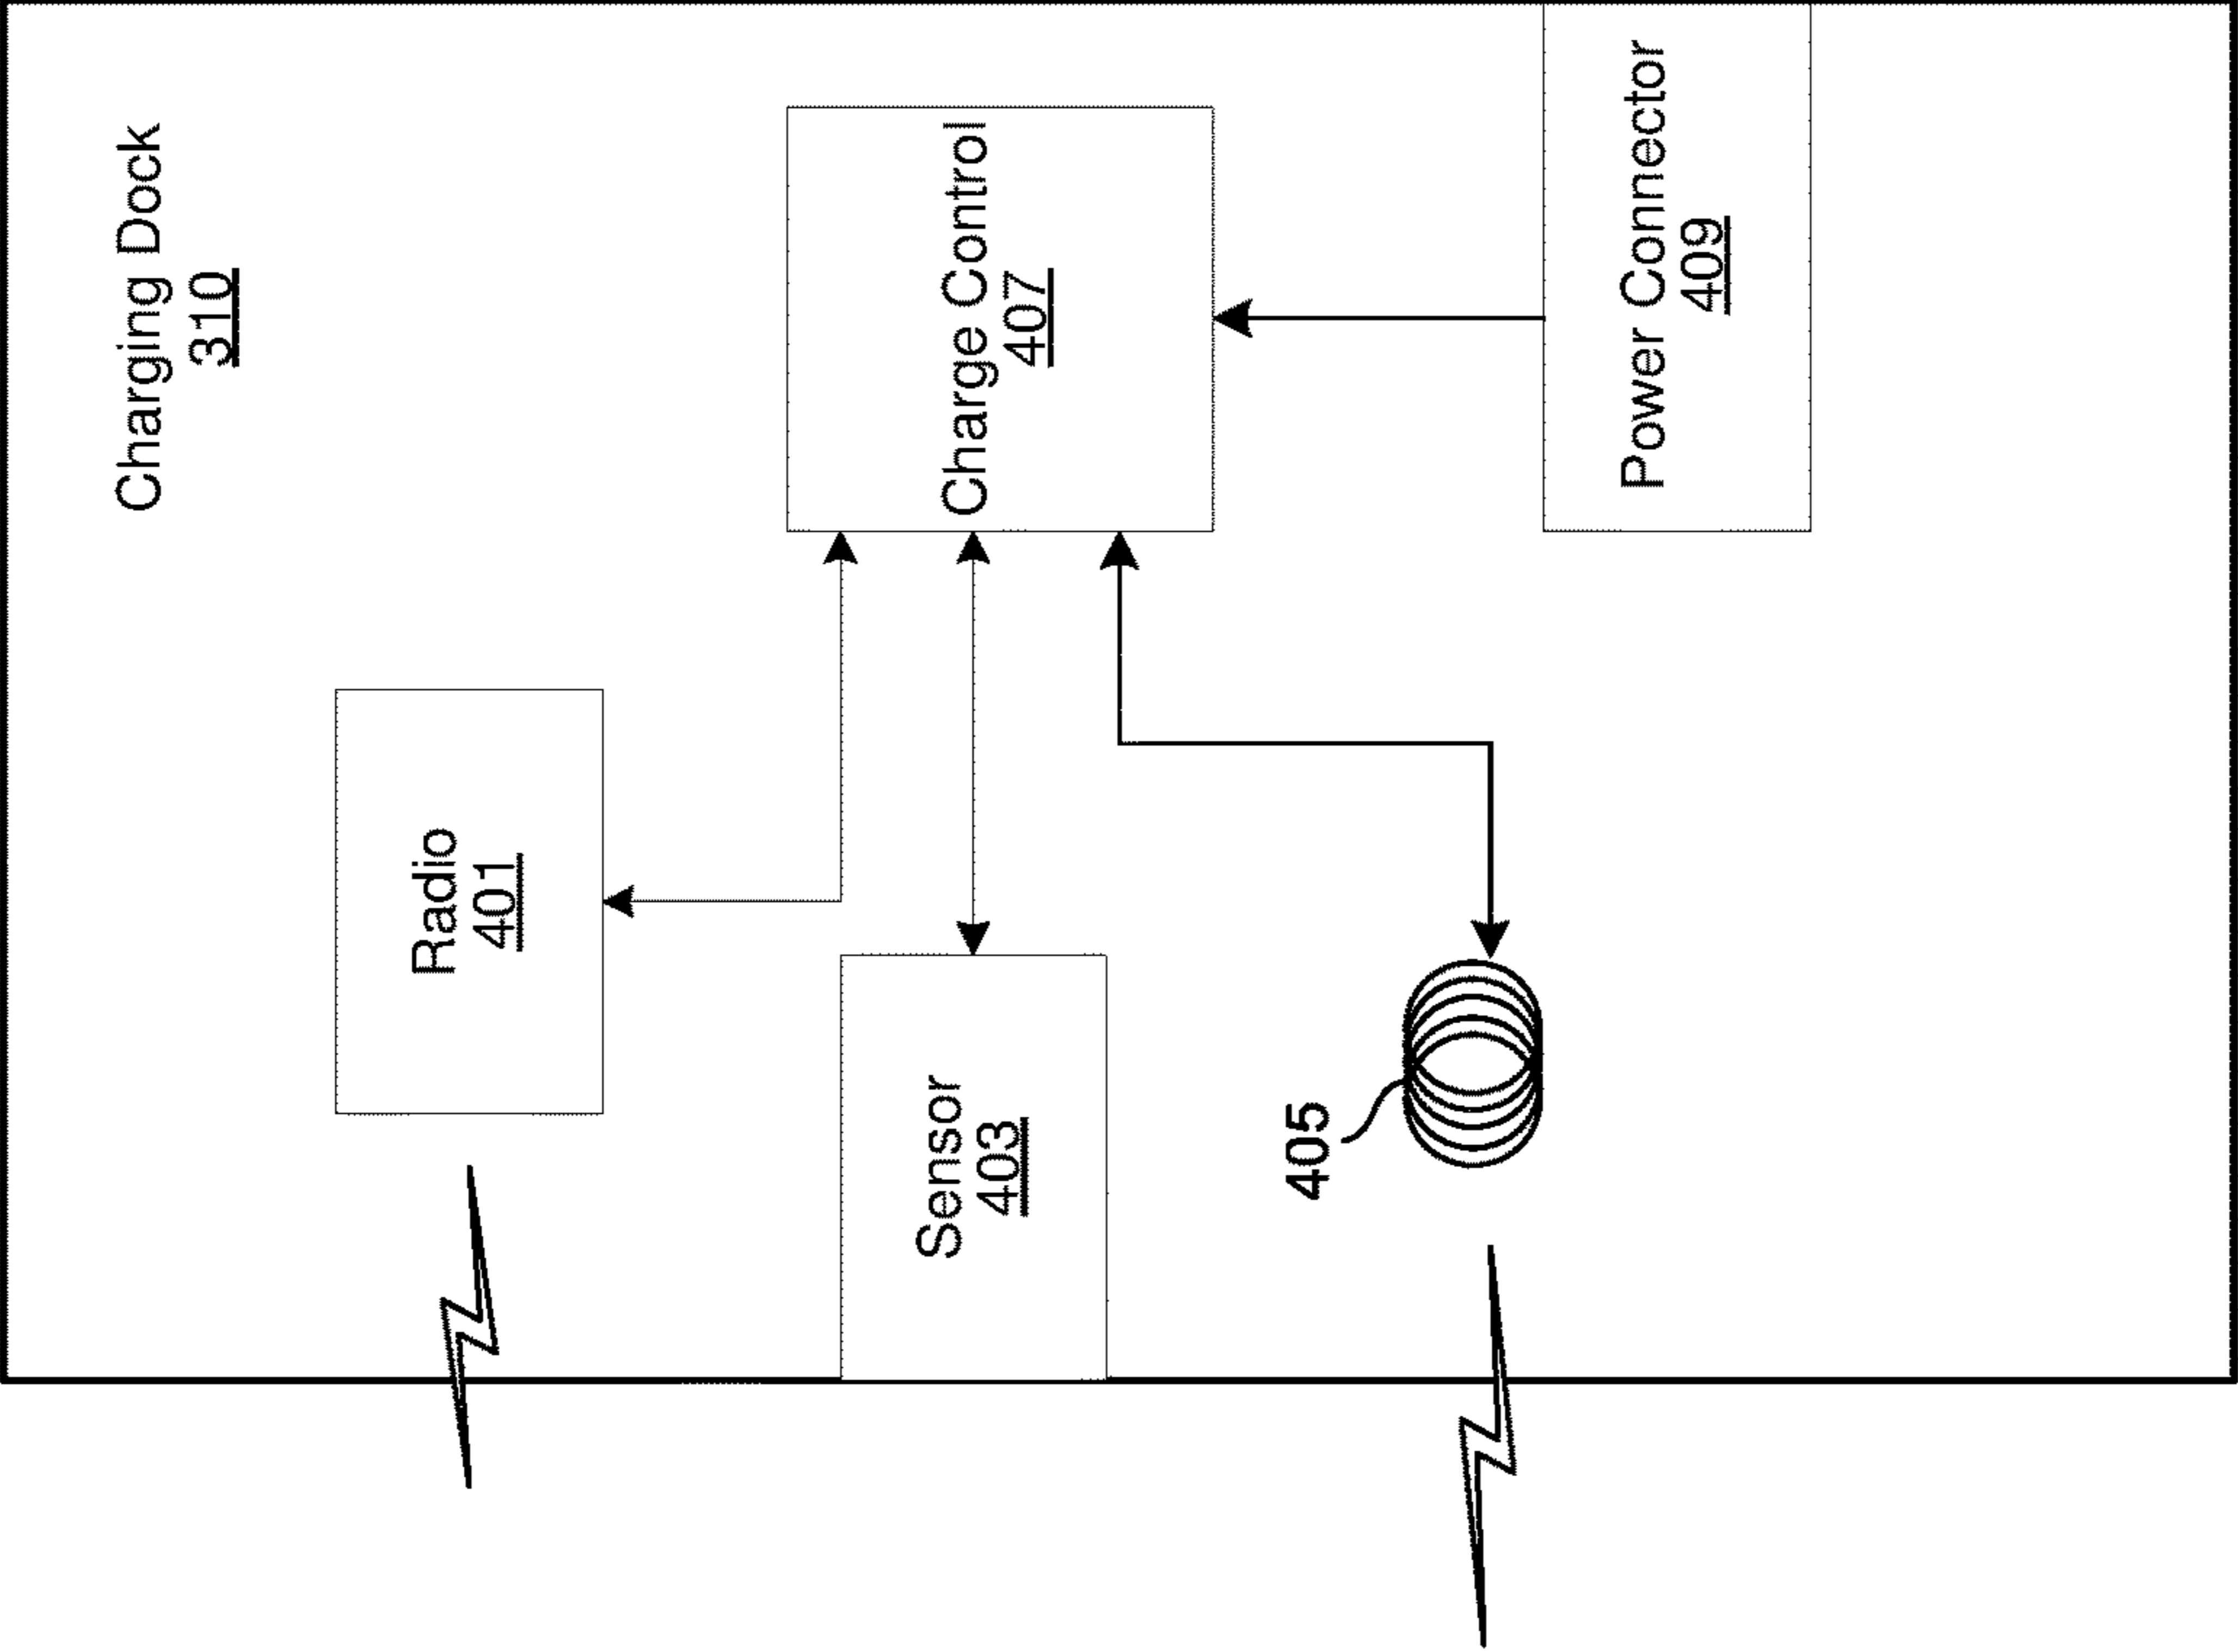 Charging Dock
310
Radio
401
Charge Control
407
Sensor
403
405
Power Connector
409